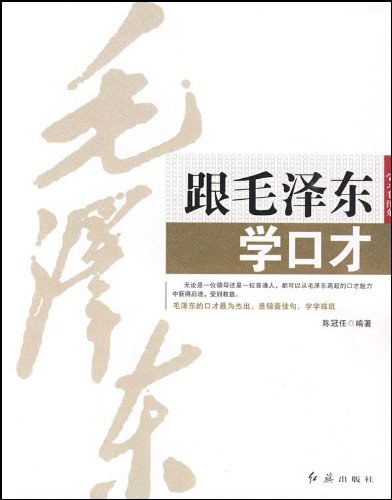 毛泽东
跟毛泽东
学口才
无论是一位领导还是一位普通人，都可以从毛泽东高超的口才魅力
中获得启迪，受到教益。
毛泽东的口才最为杰出，是锦囊佳句，字字珠玑
陈冠任 编著
红旗出版社